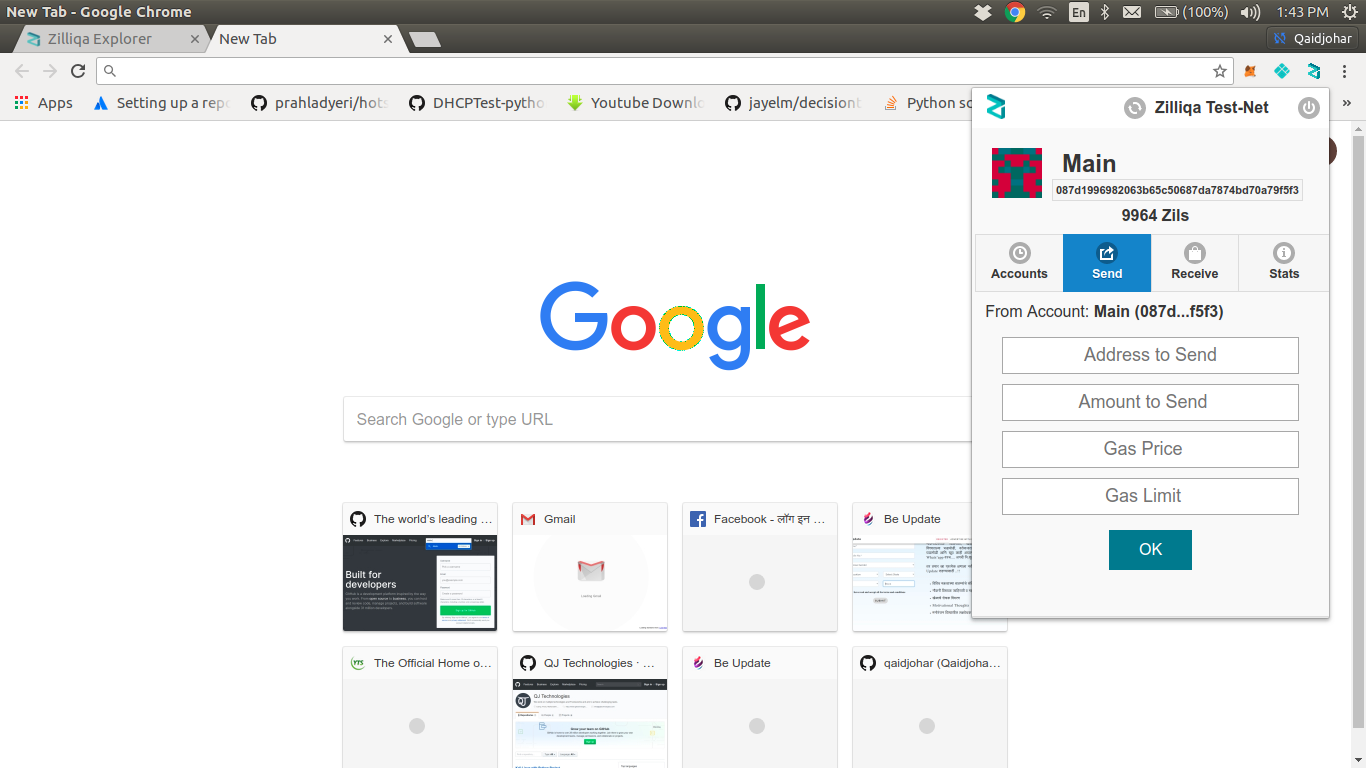 New Tab - Google Chrome
En
(100%)
1:43 PM
Zilliqa Explorer
New Tab
Qaidjohar
Apps
Setting up a repo
prahladyeri/hots
DHCPTest-pytho
Youtube Downlo
jayelm/decisiont
Python sc
Zilliqa Test-Net
Main
087d1996982063b65c50687da7874bd70a79f5f3
9964 Zils
Accounts
Send
Receive
Stats
From Account: Main (087d...f5f3)
Address to Send
Amount to Send
Gas Price
Gas Limit
OK
Google
Search Google or type URL
The world's leading ...
Gmail
Facebook - लॉग इन ...
Be Update
Built for
developers
The Official Home o...
QJ Technologies · ...
Be Update
qaidjohar (Qaidjoha...
YTS
QJ
QJ Technologies